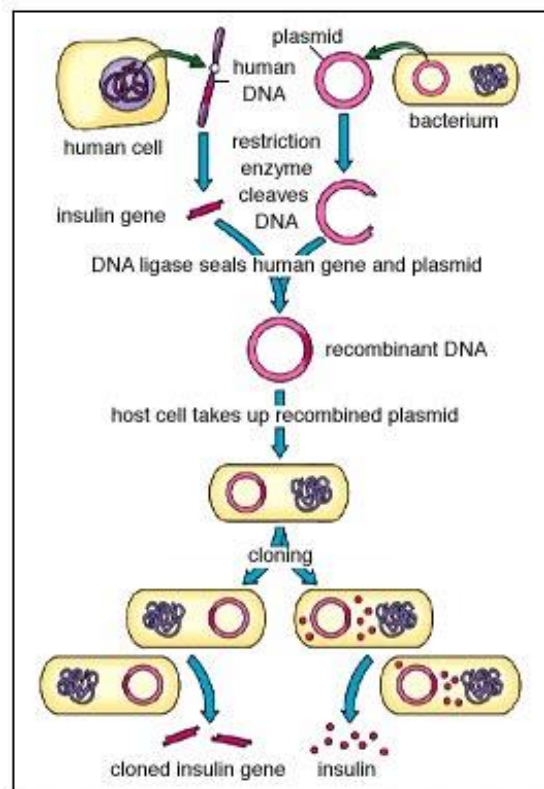 plasmid
human
DNA
human cell
bacterium
restriction
enzyme
cleaves
DNA
insulin gene
DNA ligase seals human gene and plasmid
recombinant DNA
host cell takes up recombined plasmid
cloning
cloned insulin gene
insulin